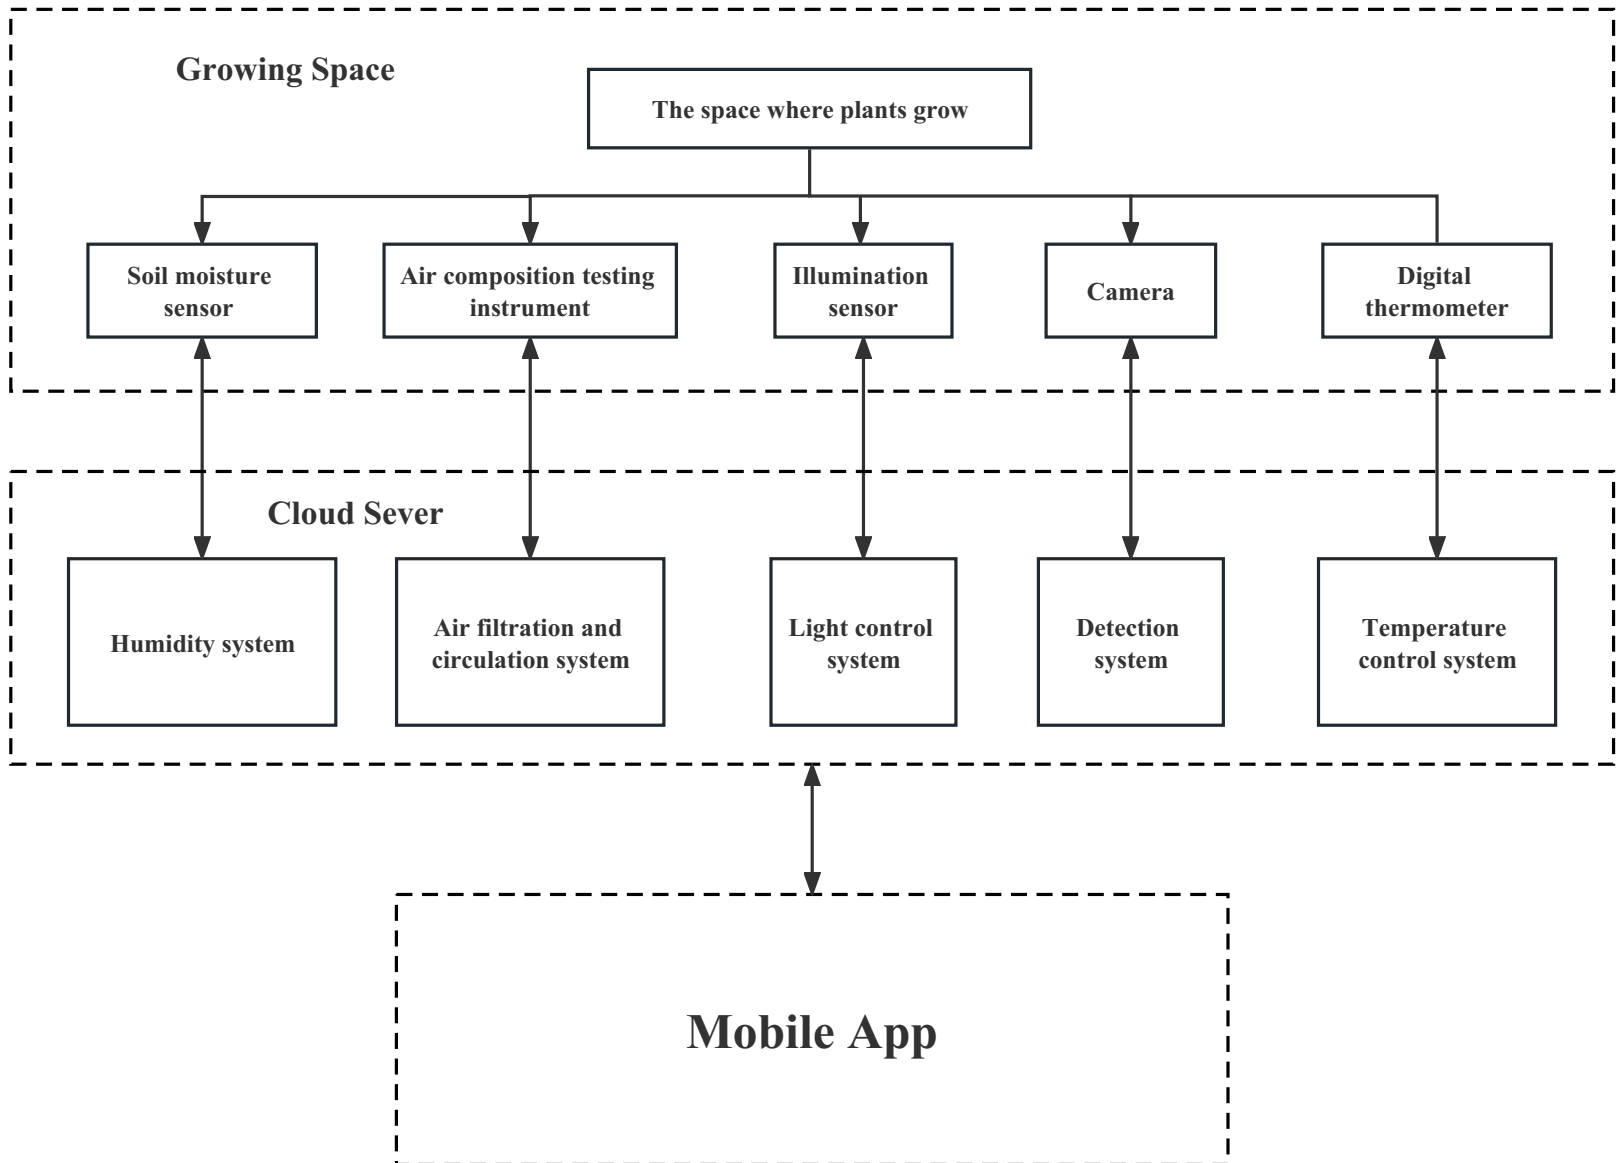 Growing Space
The space where plants grow
Soil moisture
sensor
Air composition testing
instrument
Illumination
sensor
Camera
Digital
thermometer
Cloud Sever
Humidity system
Air filtration and
circulation system
Light control
system
Detection
system
Temperature
control system
Mobile App